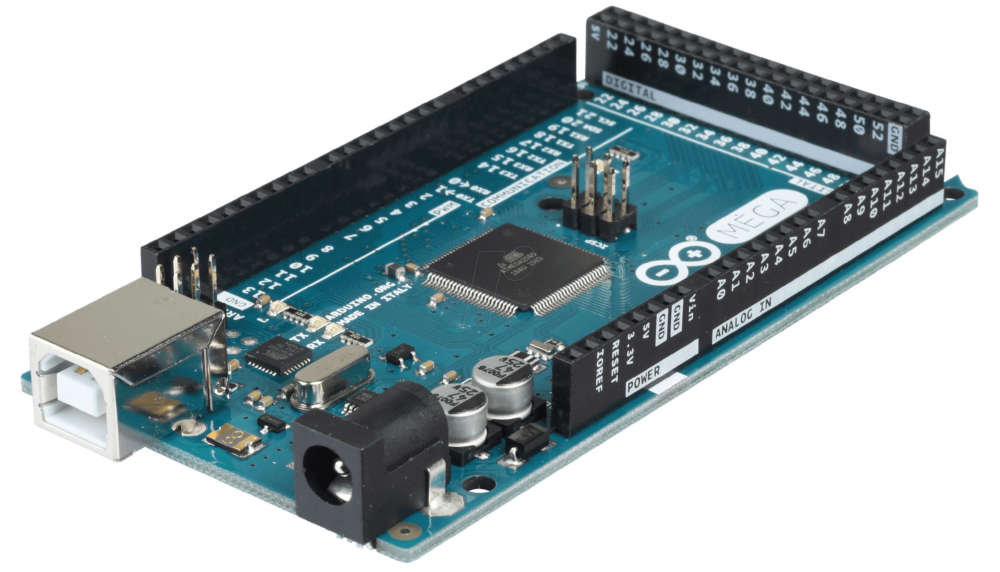 5V
22
24
26
28
30
32
34
36
38
40
42
44
46
48
50
52
GND
DIGITAL
22
24
26
28
30
32
34
36
38
40
42
44
46
48
SCL 21
SDA 20
RX1 19
TX1 18
RX2 17
TX2 16
RX3 15
TX3 14
COMMUNICATION
RX0 0
TX0 1
2
3
4
5
6
7
PWM
8
9
10
11
12
13
GND
ICSP
MEGA
®
ATMEL
ATMEGA2560
16AU 1503
ARDUINO.ORG
MADE IN ITALY
TX
RX
A15
A14
A13
A12
A11
A10
A9
A8
A7
A6
A5
A4
A3
A2
A1
A0
ANALOG IN
Vin
GND
GND
5V
3.3V
RESET
IOREF
POWER
47
25V
47
25V